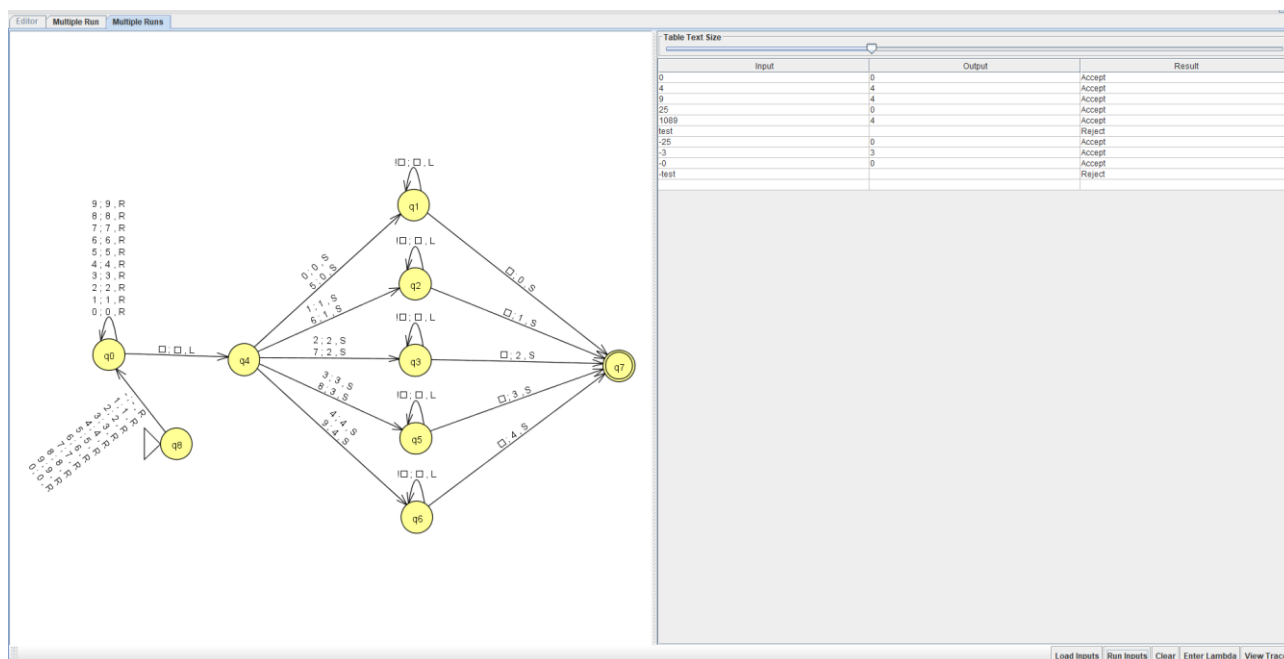 Editor Multiple Run Multiple Runs
Table Text Size
Input Output Result
0 0 Accept
4 4 Accept
9 4 Accept
25 0 Accept
1089 4 Accept
test Reject
-25 0 Accept
-3 3 Accept
-0 0 Accept
-test Reject
9 ; 9 , R
8 ; 8 , R
7 ; 7 , R
6 ; 6 , R
5 ; 5 , R
4 ; 4 , R
3 ; 3 , R
2 ; 2 , R
1 ; 1 , R
0 ; 0 , R
q0
□ ; □ , L
q4
q8
0 ; 0 , S
5 ; 0 , S
1 ; 1 , S
6 ; 1 , S
2 ; 2 , S
7 ; 2 , S
3 ; 3 , S
8 ; 3 , S
4 ; 4 , S
9 ; 4 , S
!□ ; □ , L
q1
!□ ; □ , L
q2
!□ ; □ , L
q3
!□ ; □ , L
q5
!□ ; □ , L
q6
□ ; 0 , S
□ ; 1 , S
□ ; 2 , S
□ ; 3 , S
□ ; 4 , S
q7
Load Inputs Run Inputs Clear Enter Lambda View Trace